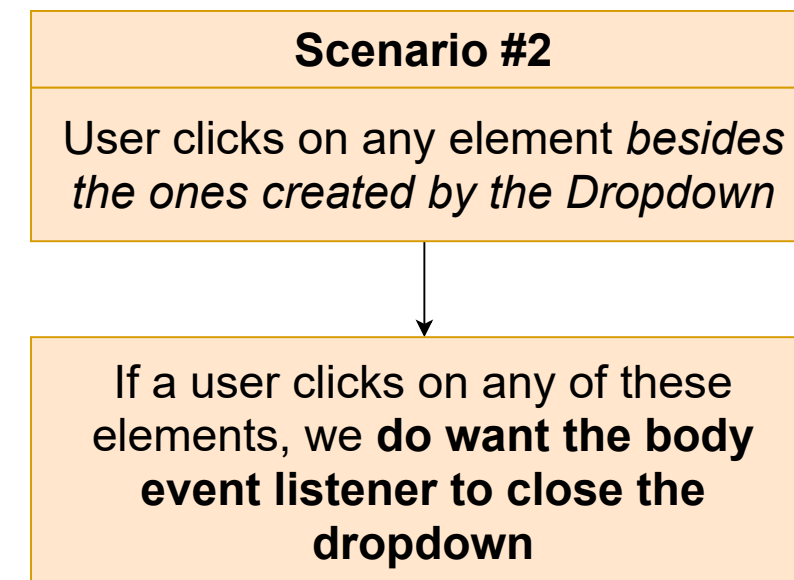 Scenario #2
User clicks on any element besides
the ones created by the Dropdown
If a user clicks on any of these
elements, we do want the body
event listener to close the
dropdown